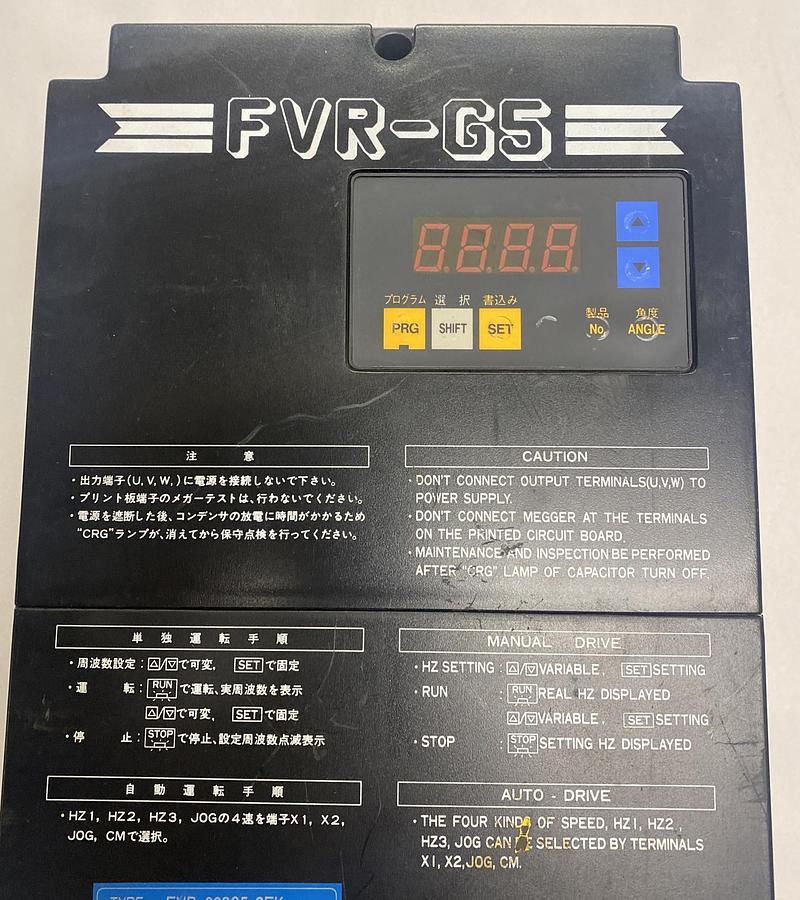 FVR-G5
8.8.8.8.
プログラム 選 択 書込み
PRG SHIFT SET
製品 角度
No. ANGLE
注 意
・出力端子(U, V, W,)に電源を接続しないで下さい。
・プリント板端子のメガーテストは、行わないでください。
・電源を遮断した後、コンデンサの放電に時間がかかるため
“CRG”ランプが、消えてから保守点検を行ってください。
CAUTION
・DON'T CONNECT OUTPUT TERMINALS(U,V,W) TO
POWER SUPPLY.
・DON'T CONNECT MEGGER AT THE TERMINALS
ON THE PRINTED CIRCUIT BOARD.
・MAINTENANCE AND INSPECTION BE PERFORMED
AFTER “CRG” LAMP OF CAPACITOR TURN OFF.
単 独 運 転 手 順
・周波数設定：△/▽で可変, SETで固定
・運 転：RUNで運転、実周波数を表示
△/▽で可変, SETで固定
・停 止：STOPで停止、設定周波数点滅表示
MANUAL DRIVE
・HZ SETTING : △/▽VARIABLE, SETSETTING
・RUN : RUN REAL HZ DISPLAYED
△/▽VARIABLE, SETSETTING
・STOP : STOP SETTING HZ DISPLAYED
自 動 運 転 手 順
・HZ1, HZ2, HZ3, JOGの4速を端子X1, X2,
JOG, CMで選択。
AUTO - DRIVE
・THE FOUR KINDS OF SPEED, HZ1, HZ2,
HZ3, JOG CAN BE SELECTED BY TERMINALS
X1, X2, JOG, CM.
TYPE